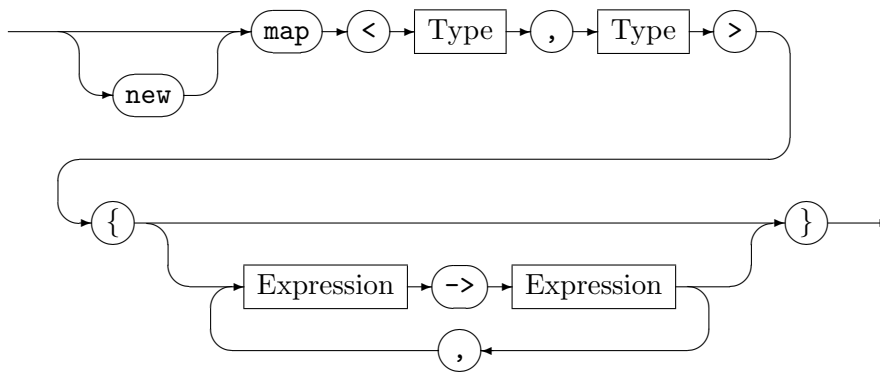 map < Type , Type >
new
{ }
Expression -> Expression
,